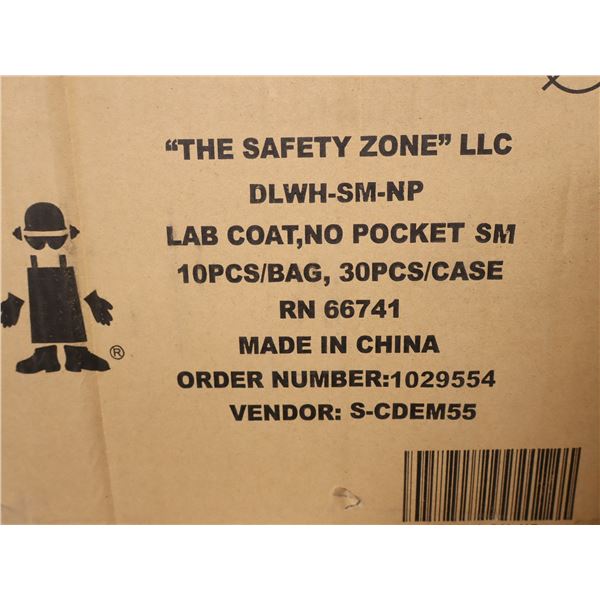 "THE SAFETY ZONE" LLC
DLWH-SM-NP
LAB COAT,NO POCKET SM
10PCS/BAG, 30PCS/CASE
RN 66741
MADE IN CHINA
ORDER NUMBER:1029554
VENDOR: S-CDEM55
®